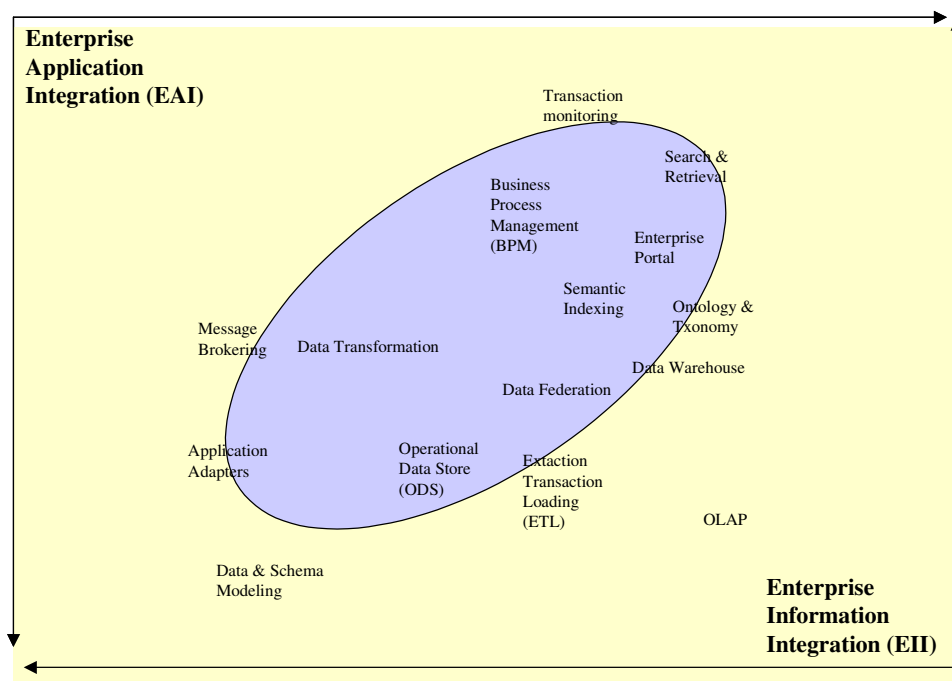 Enterprise
Application
Integration (EAI)
Transaction
monitoring
Search &
Retrieval
Business
Process
Management
(BPM)
Enterprise
Portal
Semantic
Indexing
Ontology &
Txonomy
Message
Brokering
Data Transformation
Data Warehouse
Data Federation
Application
Adapters
Operational
Data Store
(ODS)
Extaction
Transaction
Loading
(ETL)
OLAP
Data & Schema
Modeling
Enterprise
Information
Integration (EII)